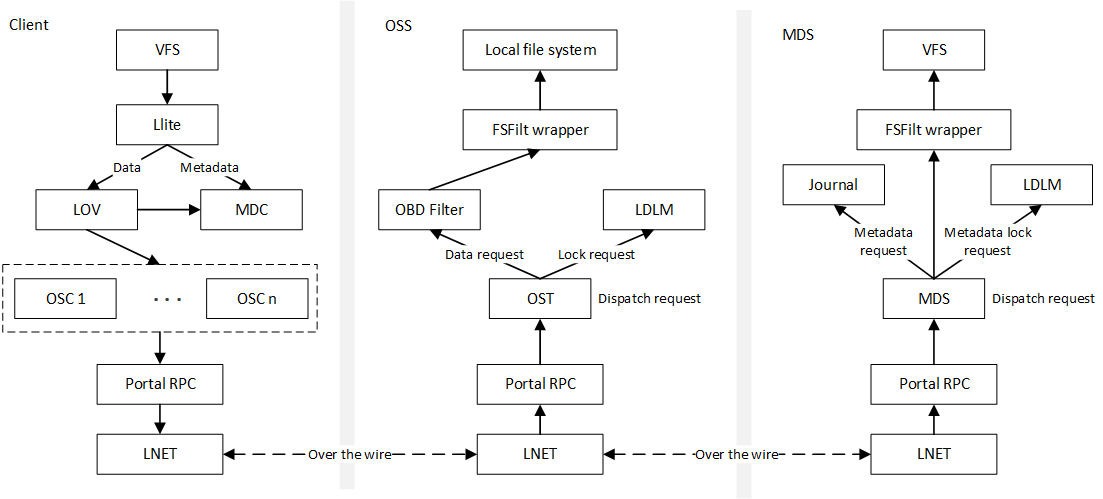 Client
VFS
Llite
Data
Metadata
LOV
MDC
OSC 1
· · ·
OSC n
Portal RPC
LNET
Over the wire
OSS
Local file system
FSFilt wrapper
OBD Filter
LDLM
Data request
Lock request
OST
Dispatch request
Portal RPC
LNET
Over the wire
MDS
VFS
FSFilt wrapper
Journal
LDLM
Metadata
request
Metadata lock
request
MDS
Dispatch request
Portal RPC
LNET